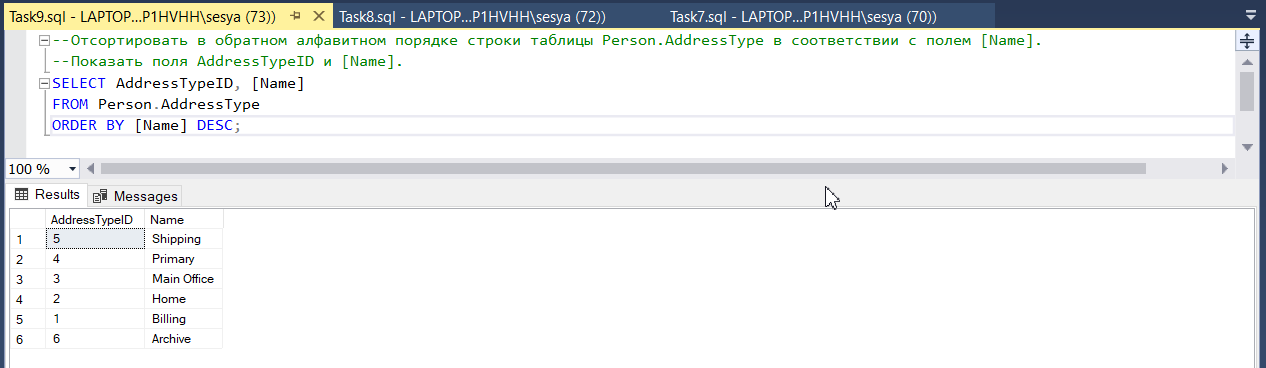 Task9.sql - LAPTOP...P1HVHH\sesya (73)) Task8.sql - LAPTOP...P1HVHH\sesya (72)) Task7.sql - LAPTOP...P1HVHH\sesya (70))
--Отсортировать в обратном алфавитном порядке строки таблицы Person.AddressType в соответствии с полем [Name].
--Показать поля AddressTypeID и [Name].
SELECT AddressTypeID, [Name]
FROM Person.AddressType
ORDER BY [Name] DESC;
100 %
Results Messages
AddressTypeID Name
1 5 Shipping
2 4 Primary
3 3 Main Office
4 2 Home
5 1 Billing
6 6 Archive